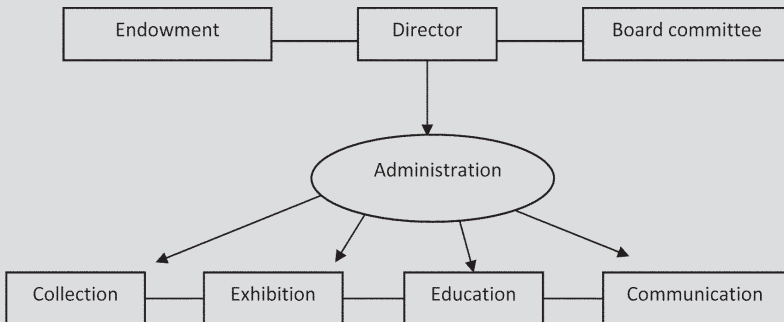 Endowment
Director
Board committee
Administration
Collection
Exhibition
Education
Communication